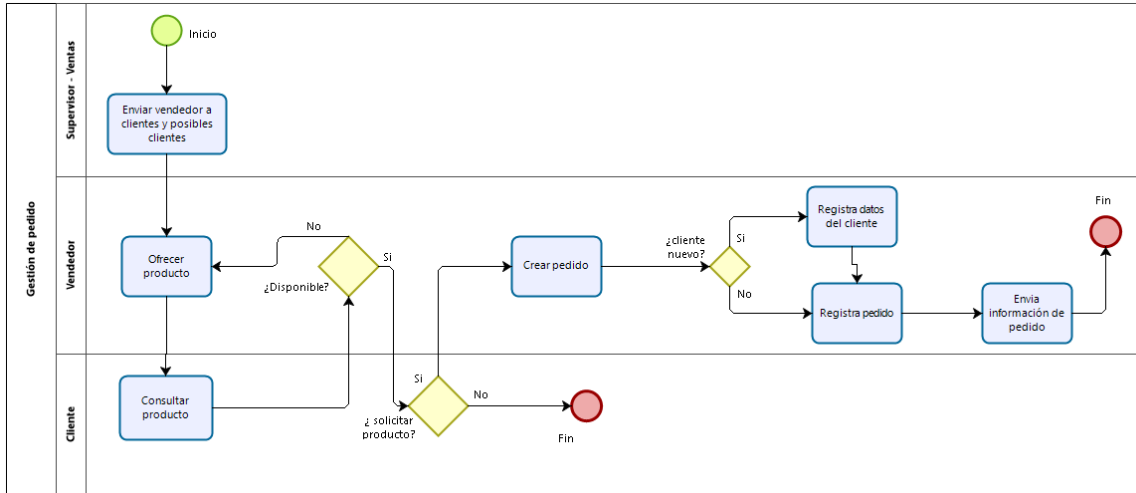 Gestión de pedido
Supervisor - Ventas
Inicio
Enviar vendedor a
clientes y posibles
clientes
Vendedor
Ofrecer
producto
No
¿Disponible?
Si
Crear pedido
¿cliente
nuevo?
Si
No
Registra datos
del cliente
Registra pedido
Envia
información de
pedido
Fin
Cliente
Consultar
producto
¿ solicitar
producto?
Si
No
Fin